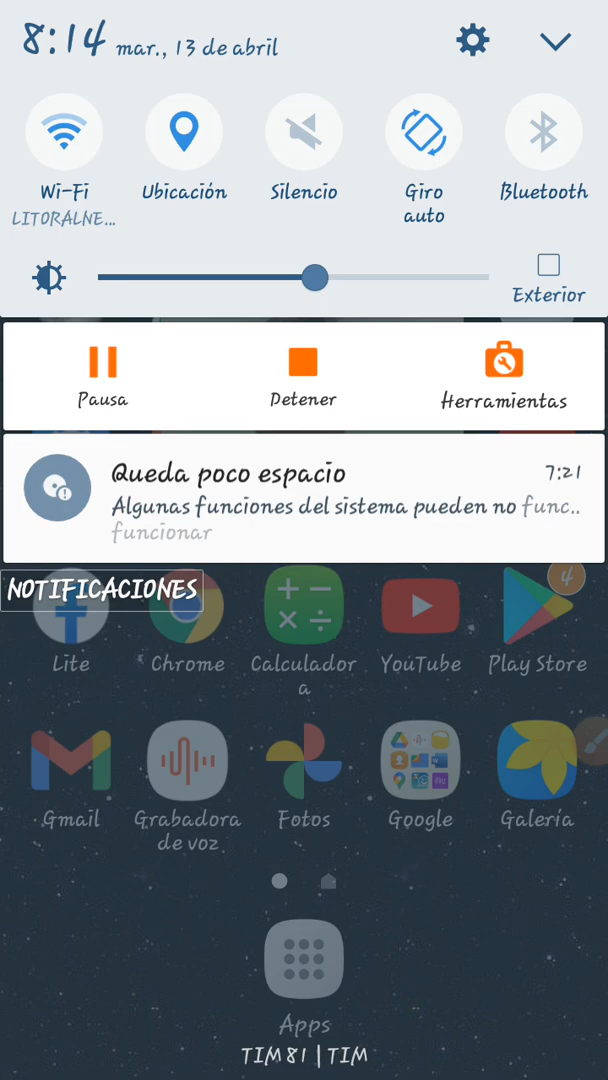 8:14 mar., 13 de abril
Wi-Fi Ubicación Silencio Giro auto Bluetooth
LITORALNE...
Exterior
Pausa Detener Herramientas
Queda poco espacio 7:21
Algunas funciones del sistema pueden no func..
funcionar
NOTIFICACIONES
4
Lite Chrome Calculador
a
YouTube Play Store
Gmail Grabadora
de voz
Fotos Google Galería
Apps
TIM81 | TIM